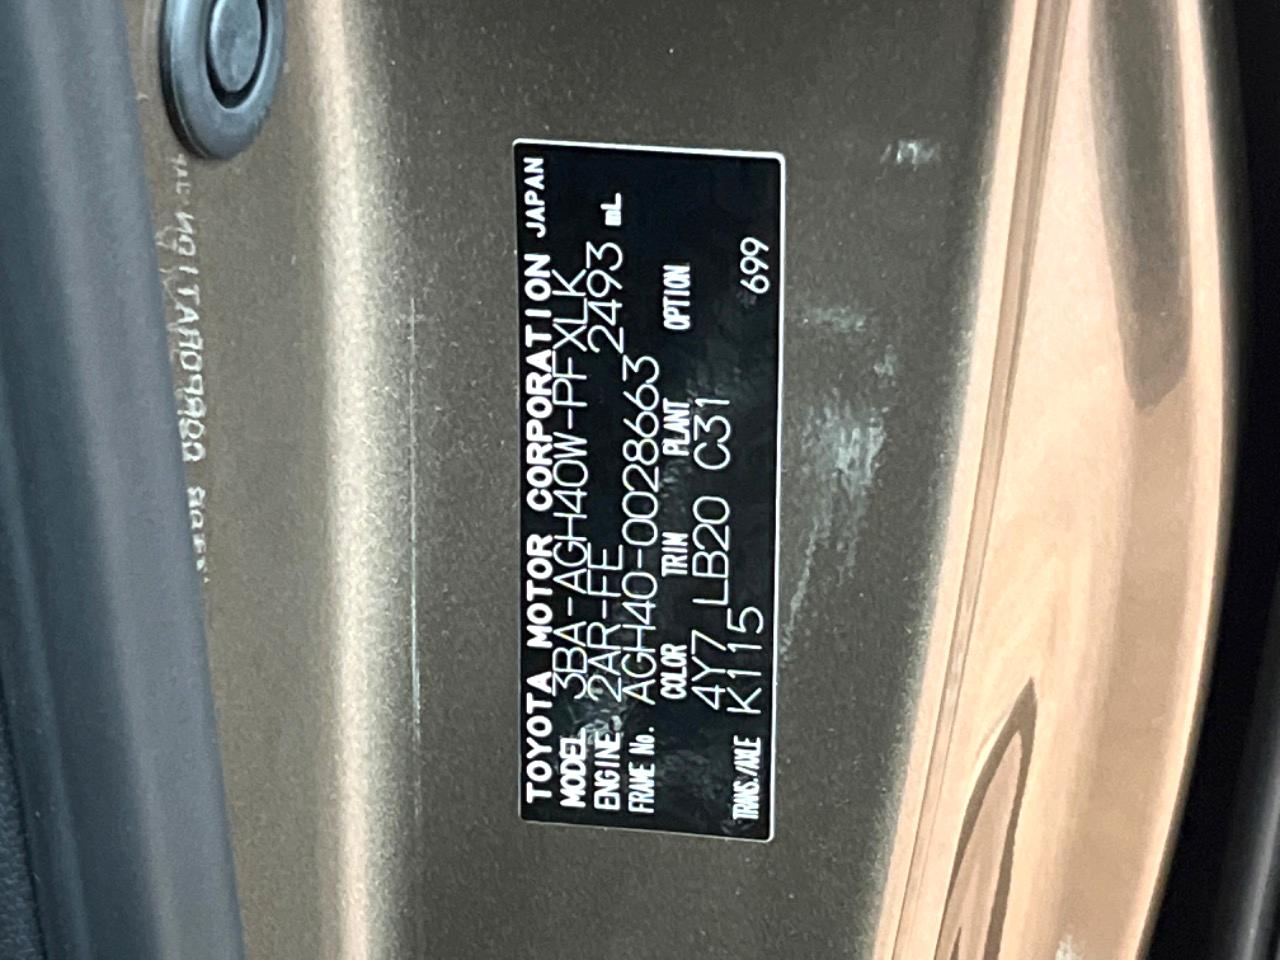 TOYOTA MOTOR CORPORATION JAPAN
MODEL 3BA-AGH40W-PFXLK
ENGINE 2AR-FE 2493 mL
FRAME No. AGH40-0028663
COLOR TRIM PLANT OPTION
4Y7 LB20 C31
TRANS./AXLE K115 699